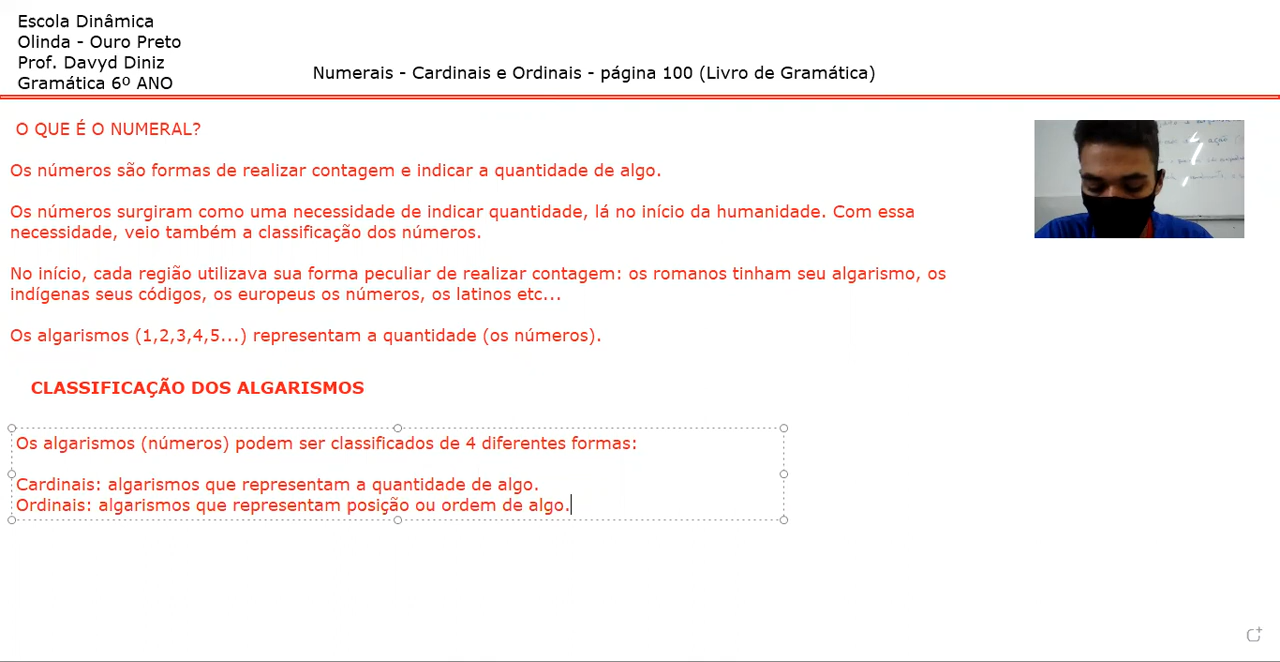 Escola Dinâmica
Olinda - Ouro Preto
Prof. Davyd Diniz
Gramática 6º ANO
Numerais - Cardinais e Ordinais - página 100 (Livro de Gramática)
O QUE É O NUMERAL?
Os números são formas de realizar contagem e indicar a quantidade de algo.
Os números surgiram como uma necessidade de indicar quantidade, lá no início da humanidade. Com essa
necessidade, veio também a classificação dos números.
No início, cada região utilizava sua forma peculiar de realizar contagem: os romanos tinham seu algarismo, os
indígenas seus códigos, os europeus os números, os latinos etc...
Os algarismos (1,2,3,4,5...) representam a quantidade (os números).
CLASSIFICAÇÃO DOS ALGARISMOS
Os algarismos (números) podem ser classificados de 4 diferentes formas:
Cardinais: algarismos que representam a quantidade de algo.
Ordinais: algarismos que representam posição ou ordem de algo.